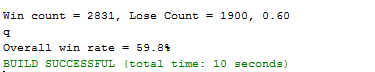 Win count = 2831, Lose Count = 1900, 0.60
q
Overall win rate = 59.8%
BUILD SUCCESSFUL (total time: 10 seconds)